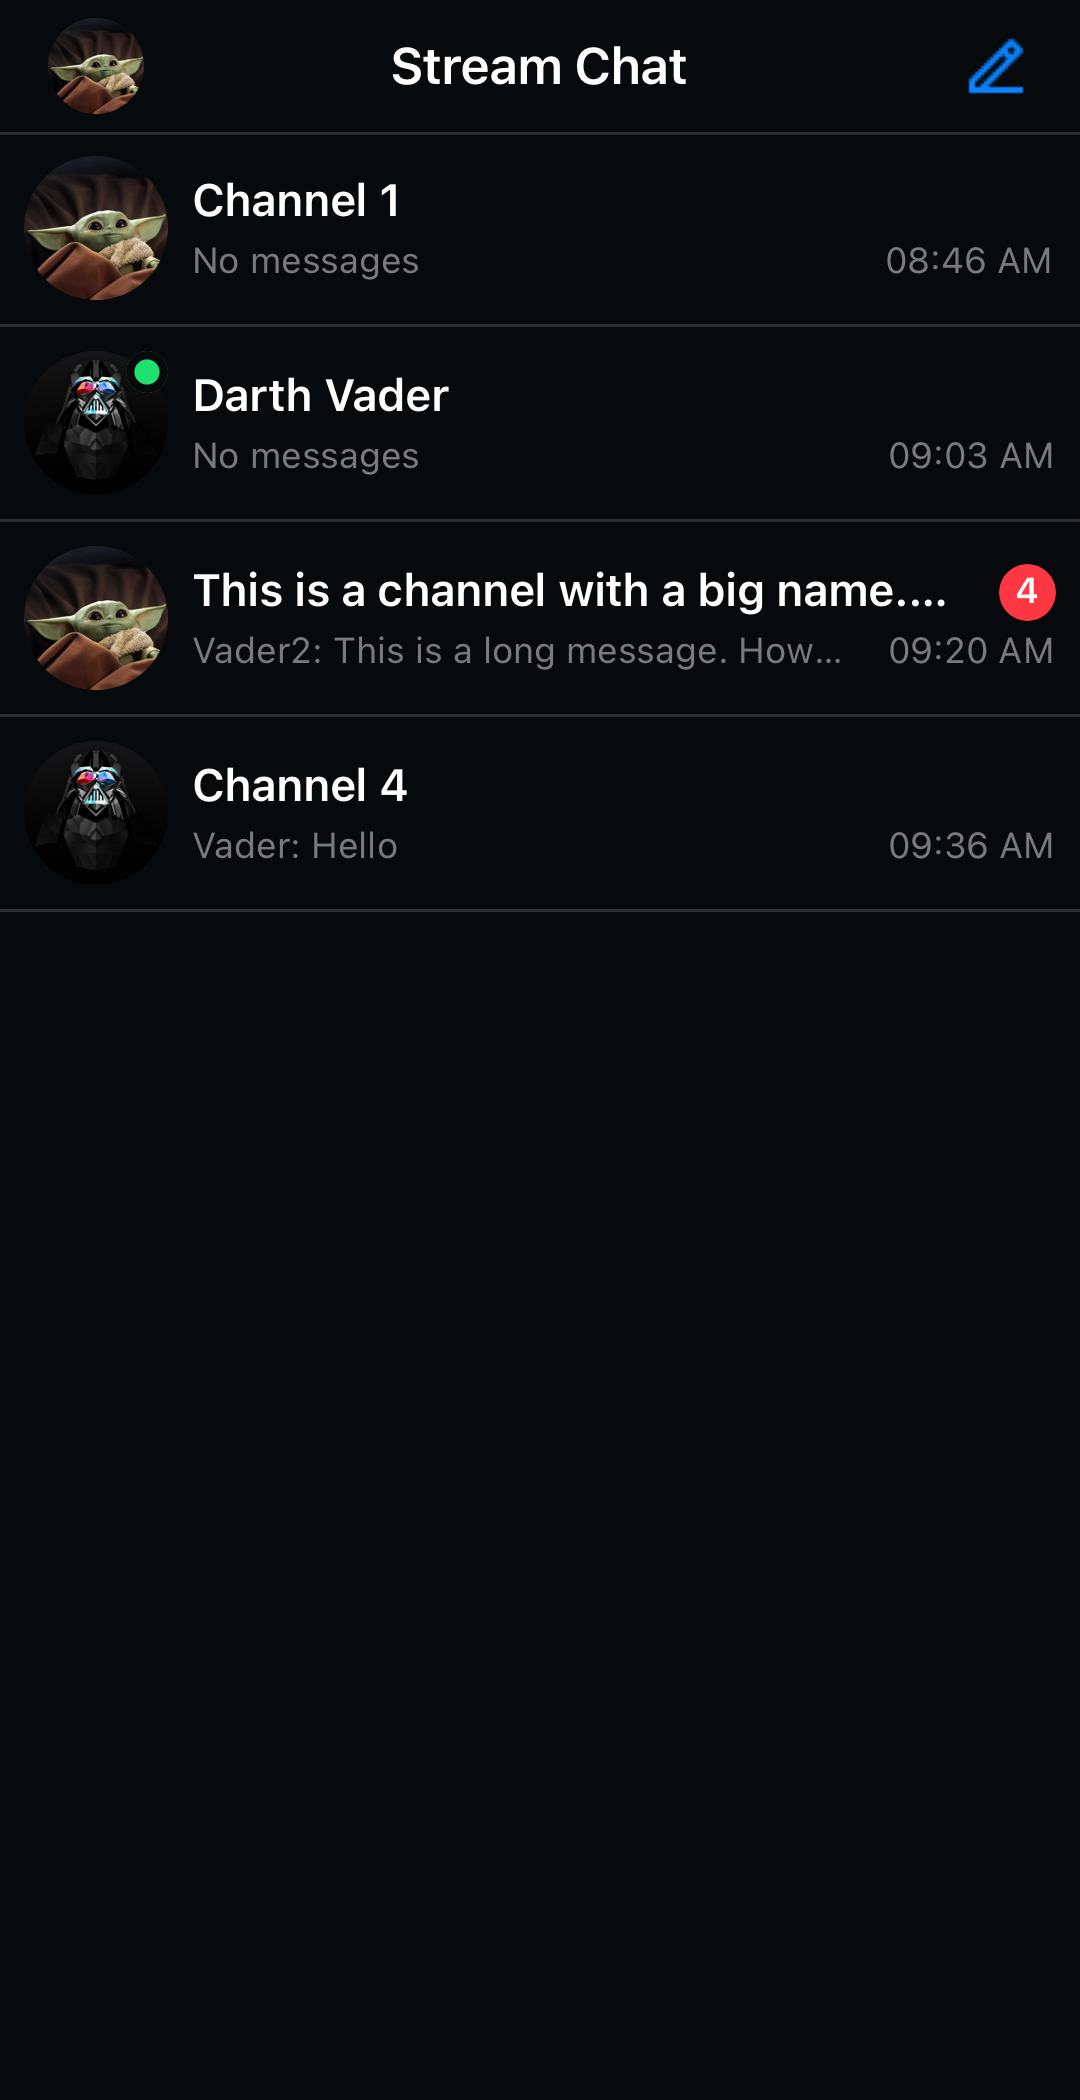 Stream Chat
Channel 1
No messages 08:46 AM
Darth Vader
No messages 09:03 AM
This is a channel with a big name.... 4
Vader2: This is a long message. How... 09:20 AM
Channel 4
Vader: Hello 09:36 AM